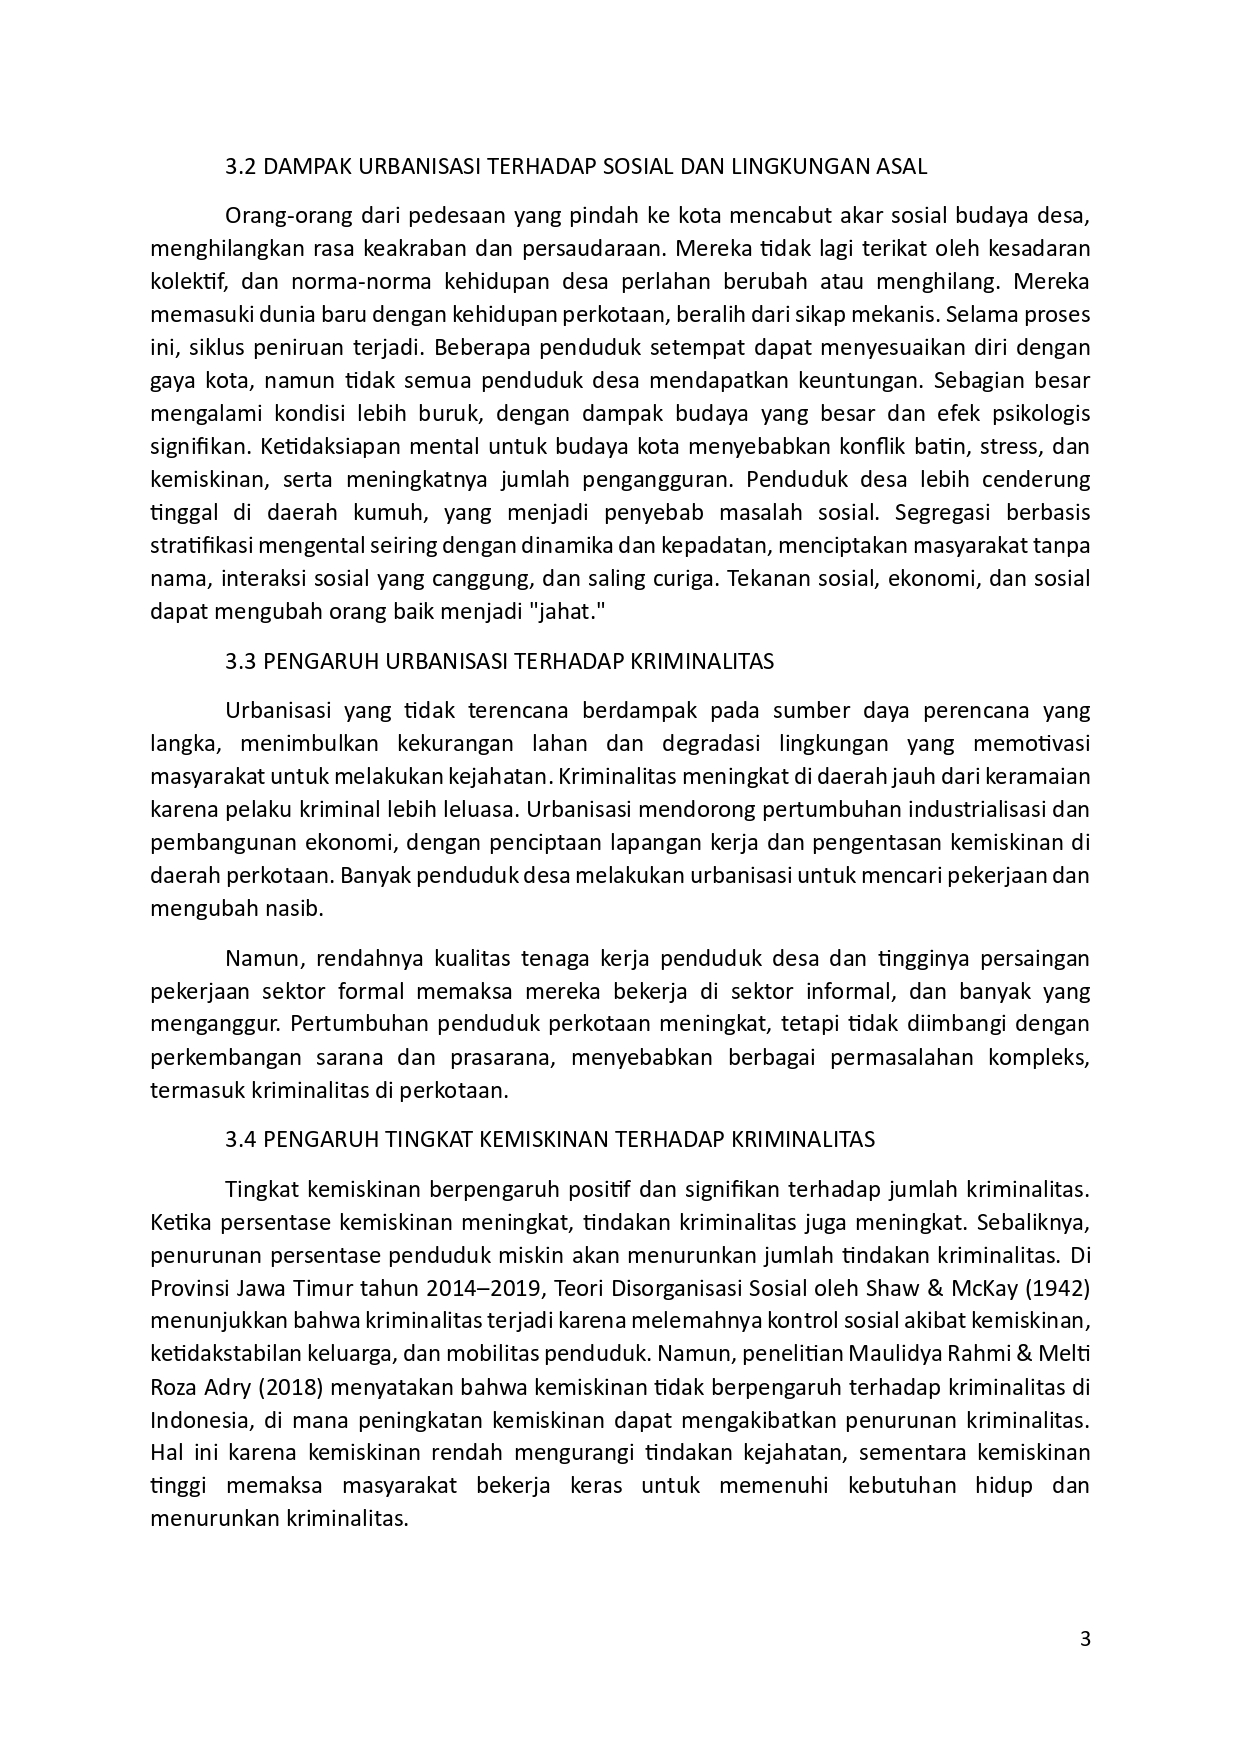 3.2 DAMPAK URBANISASI TERHADAP SOSIAL DAN LINGKUNGAN ASAL
Orang-orang dari pedesaan yang pindah ke kota mencabut akar sosial budaya desa,
menghilangkan rasa keakraban dan persaudaraan. Mereka tidak lagi terikat oleh kesadaran
kolektif, dan norma-norma kehidupan desa perlahan berubah atau menghilang. Mereka
memasuki dunia baru dengan kehidupan perkotaan, beralih dari sikap mekanis. Selama proses
ini, siklus peniruan terjadi. Beberapa penduduk setempat dapat menyesuaikan diri dengan
gaya kota, namun tidak semua penduduk desa mendapatkan keuntungan. Sebagian besar
mengalami kondisi lebih buruk, dengan dampak budaya yang besar dan efek psikologis
signifikan. Ketidaksiapan mental untuk budaya kota menyebabkan konflik batin, stress, dan
kemiskinan, serta meningkatnya jumlah pengangguran. Penduduk desa lebih cenderung
tinggal di daerah kumuh, yang menjadi penyebab masalah sosial. Segregasi berbasis
stratifikasi mengental seiring dengan dinamika dan kepadatan, menciptakan masyarakat tanpa
nama, interaksi sosial yang canggung, dan saling curiga. Tekanan sosial, ekonomi, dan sosial
dapat mengubah orang baik menjadi "jahat."
3.3 PENGARUH URBANISASI TERHADAP KRIMINALITAS
Urbanisasi yang tidak terencana berdampak pada sumber daya perencana yang
langka, menimbulkan kekurangan lahan dan degradasi lingkungan yang memotivasi
masyarakat untuk melakukan kejahatan. Kriminalitas meningkat di daerah jauh dari keramaian
karena pelaku kriminal lebih leluasa. Urbanisasi mendorong pertumbuhan industrialisasi dan
pembangunan ekonomi, dengan penciptaan lapangan kerja dan pengentasan kemiskinan di
daerah perkotaan. Banyak penduduk desa melakukan urbanisasi untuk mencari pekerjaan dan
mengubah nasib.
Namun, rendahnya kualitas tenaga kerja penduduk desa dan tingginya persaingan
pekerjaan sektor formal memaksa mereka bekerja di sektor informal, dan banyak yang
menganggur. Pertumbuhan penduduk perkotaan meningkat, tetapi tidak diimbangi dengan
perkembangan sarana dan prasarana, menyebabkan berbagai permasalahan kompleks,
termasuk kriminalitas di perkotaan.
3.4 PENGARUH TINGKAT KEMISKINAN TERHADAP KRIMINALITAS
Tingkat kemiskinan berpengaruh positif dan signifikan terhadap jumlah kriminalitas.
Ketika persentase kemiskinan meningkat, tindakan kriminalitas juga meningkat. Sebaliknya,
penurunan persentase penduduk miskin akan menurunkan jumlah tindakan kriminalitas. Di
Provinsi Jawa Timur tahun 2014–2019, Teori Disorganisasi Sosial oleh Shaw & McKay (1942)
menunjukkan bahwa kriminalitas terjadi karena melemahnya kontrol sosial akibat kemiskinan,
ketidakstabilan keluarga, dan mobilitas penduduk. Namun, penelitian Maulidya Rahmi & Melti
Roza Adry (2018) menyatakan bahwa kemiskinan tidak berpengaruh terhadap kriminalitas di
Indonesia, di mana peningkatan kemiskinan dapat mengakibatkan penurunan kriminalitas.
Hal ini karena kemiskinan rendah mengurangi tindakan kejahatan, sementara kemiskinan
tinggi memaksa masyarakat bekerja keras untuk memenuhi kebutuhan hidup dan
menurunkan kriminalitas.
3